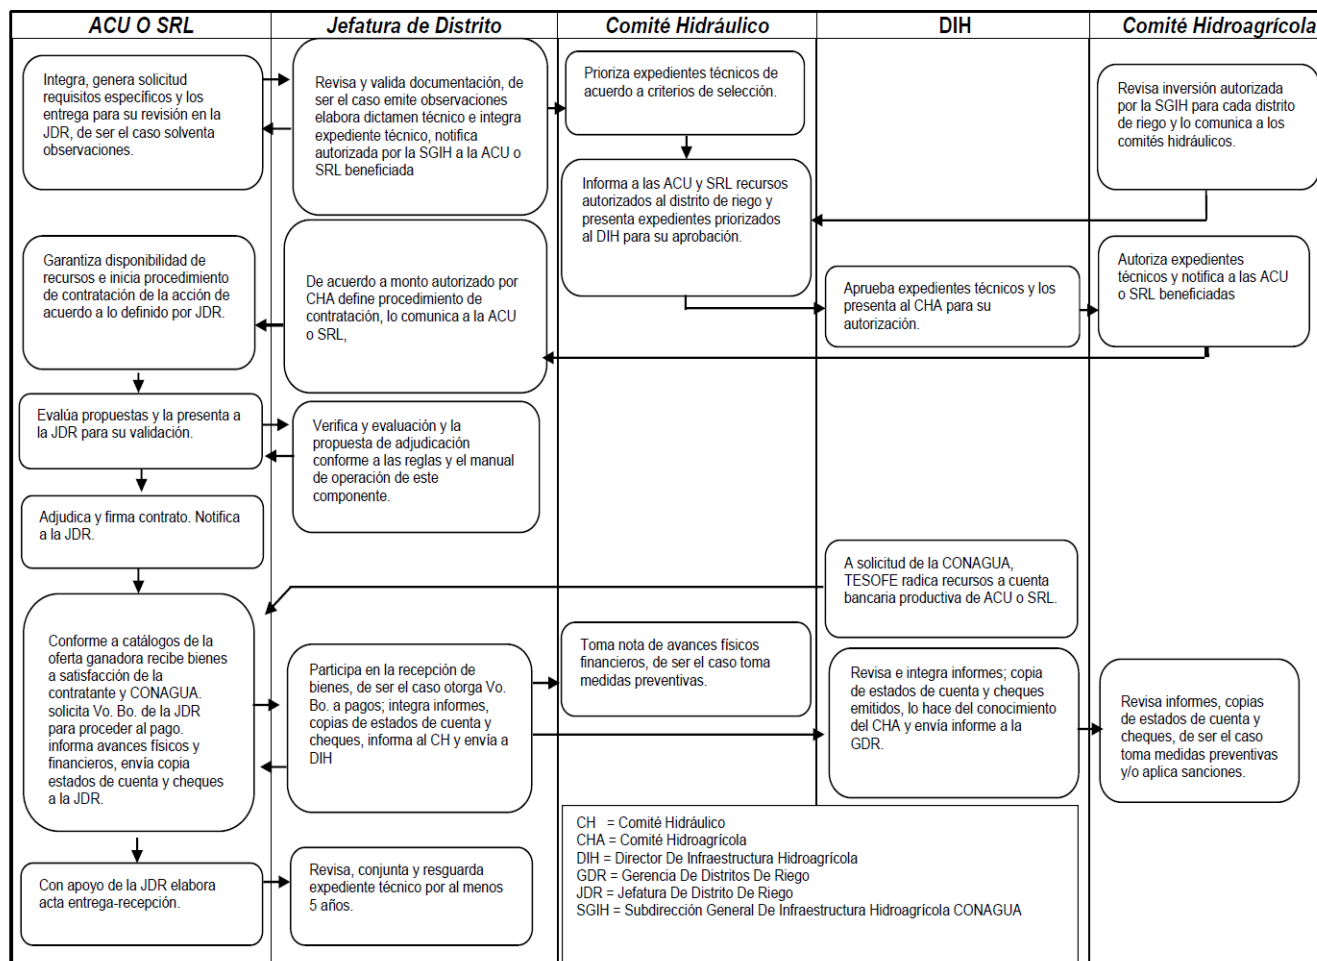 ACU O SRL
Jefatura de Distrito
Comité Hidráulico
DIH
Comité Hidroagrícola
Integra, genera solicitud
requisitos específicos y los
entrega para su revisión en la
JDR, de ser el caso solventa
observaciones.
Revisa y valida documentación, de
ser el caso emite observaciones
elabora dictamen técnico e integra
expediente técnico, notifica
autorizada por la SGIH a la ACU o
SRL beneficiada
Prioriza expedientes técnicos de
acuerdo a criterios de selección.
Revisa inversión autorizada
por la SGIH para cada distrito
de riego y lo comunica a los
comités hidráulicos.
Informa a las ACU y SRL recursos
autorizados al distrito de riego y
presenta expedientes priorizados
al DIH para su aprobación.
Garantiza disponibilidad de
recursos e inicia procedimiento
de contratación de la acción de
acuerdo a lo definido por JDR.
De acuerdo a monto autorizado por
CHA define procedimiento de
contratación, lo comunica a la ACU
o SRL,
Aprueba expedientes técnicos y los
presenta al CHA para su
autorización.
Autoriza expedientes
técnicos y notifica a las ACU
o SRL beneficiadas
Evalúa propuestas y la presenta a
la JDR para su validación.
Verifica y evaluación y la
propuesta de adjudicación
conforme a las reglas y el manual
de operación de este
componente.
Adjudica y firma contrato. Notifica
a la JDR.
A solicitud de la CONAGUA,
TESOFE radica recursos a cuenta
bancaria productiva de ACU o SRL.
Conforme a catálogos de la
oferta ganadora recibe bienes
a satisfacción de la
contratante y CONAGUA.
solicita Vo. Bo. de la JDR
para proceder al pago.
informa avances físicos y
financieros, envía copia
estados de cuenta y cheques
a la JDR.
Participa en la recepción de
bienes, de ser el caso otorga Vo.
Bo. a pagos; integra informes,
copias de estados de cuenta y
cheques, informa al CH y envía a
DIH
Toma nota de avances físicos
financieros, de ser el caso toma
medidas preventivas.
Revisa e integra informes; copia
de estados de cuenta y cheques
emitidos, lo hace del conocimiento
del CHA y envía informe a la
GDR.
Revisa informes, copias
de estados de cuenta y
cheques, de ser el caso
toma medidas preventivas
y/o aplica sanciones.
Con apoyo de la JDR elabora
acta entrega-recepción.
Revisa, conjunta y resguarda
expediente técnico por al menos
5 años.
CH = Comité Hidráulico
CHA = Comité Hidroagrícola
DIH = Director De Infraestructura Hidroagrícola
GDR = Gerencia De Distritos De Riego
JDR = Jefatura De Distrito De Riego
SGIH = Subdirección General De Infraestructura Hidroagrícola CONAGUA